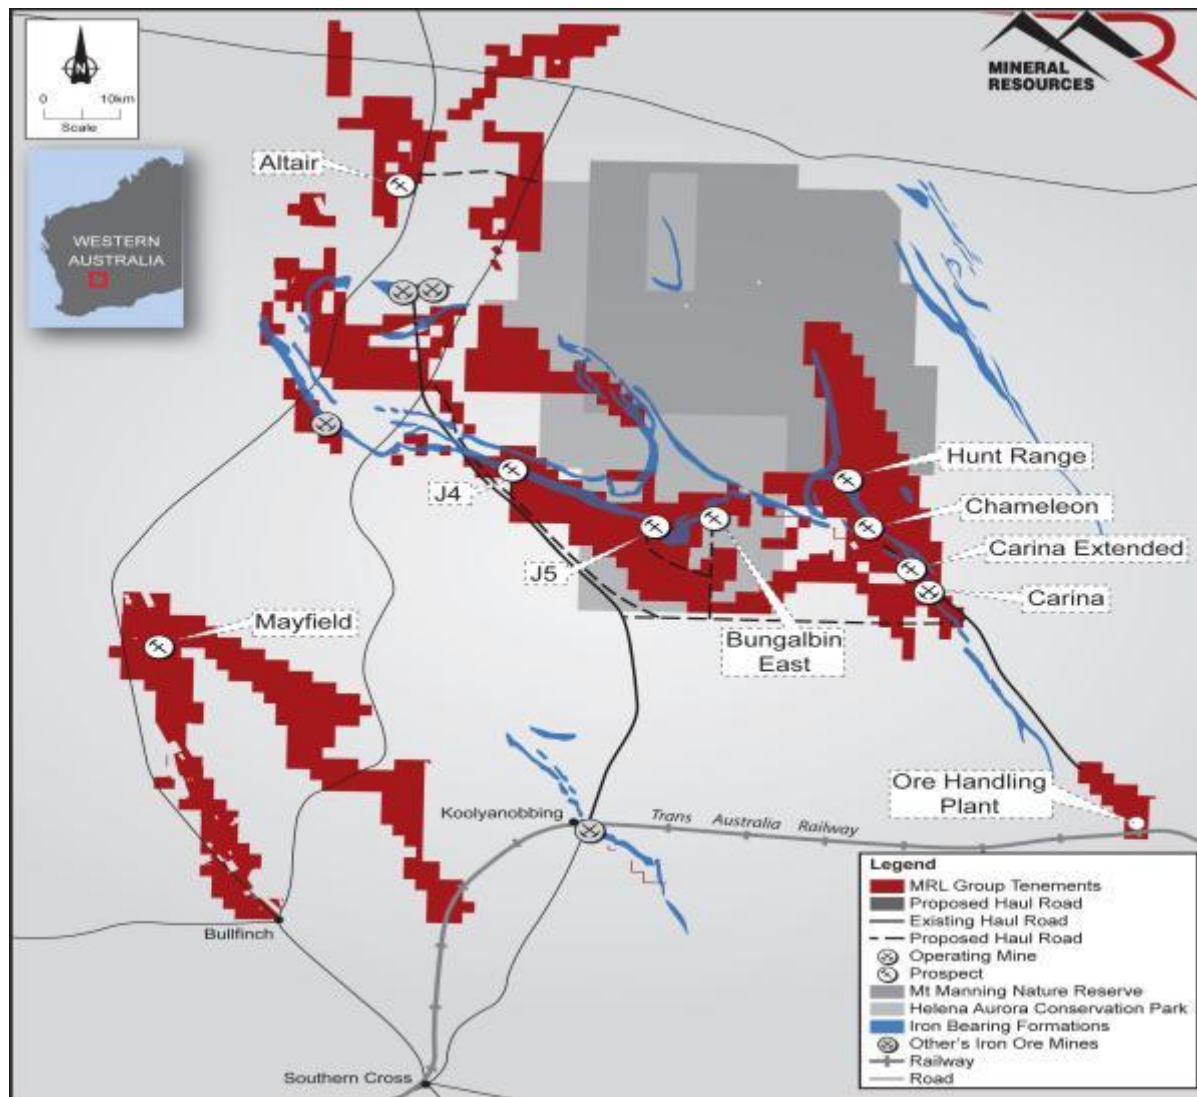 N
0 10km
Scale
MINERAL
RESOURCES
WESTERN
AUSTRALIA
Altair
Hunt Range
J4
Chameleon
Carina Extended
J5
Carina
Mayfield
Bungalbin
East
Ore Handling
Plant
Koolyanobbing
Trans Australia Railway
Bullfinch
Southern Cross
Legend
MRL Group Tenements
Proposed Haul Road
Existing Haul Road
Proposed Haul Road
Operating Mine
Prospect
Mt Manning Nature Reserve
Helena Aurora Conservation Park
Iron Bearing Formations
Other's Iron Ore Mines
Railway
Road